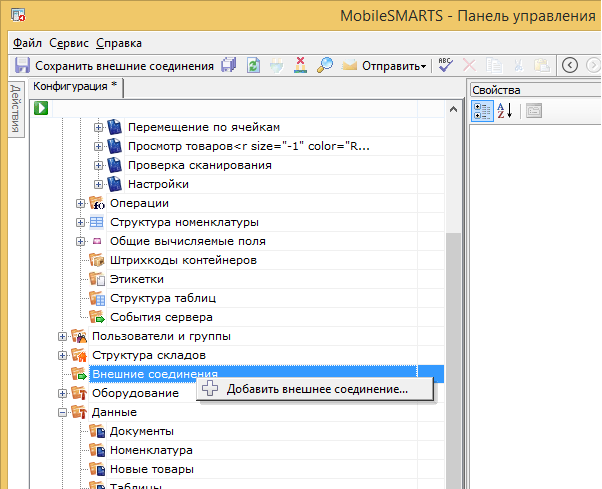 MobileSMARTS - Панель управления
Файл Сервис Справка
Сохранить внешние соединения Отправить ABC
Действия
Конфигурация *
Свойства
A
Z
Перемещение по ячейкам
Просмотр товаров<r size="-1" color="R...
Проверка сканирования
Настройки
Операции
Структура номенклатуры
Общие вычисляемые поля
Штрихкоды контейнеров
Этикетки
Структура таблиц
События сервера
Пользователи и группы
Структура складов
Внешние соединения
Добавить внешнее соединение...
Оборудование
Данные
Документы
Номенклатура
Новые товары
Таблицы